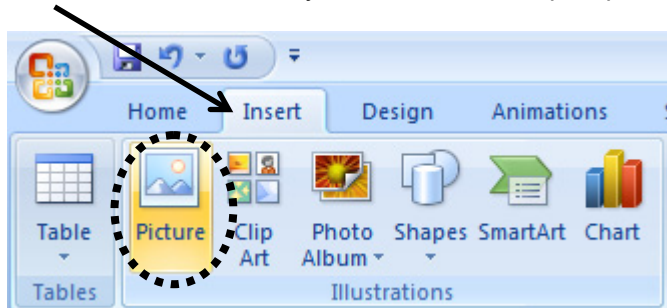 Home Insert Design Animations
Table Picture Clip Art Photo Album Shapes SmartArt Chart
Tables Illustrations